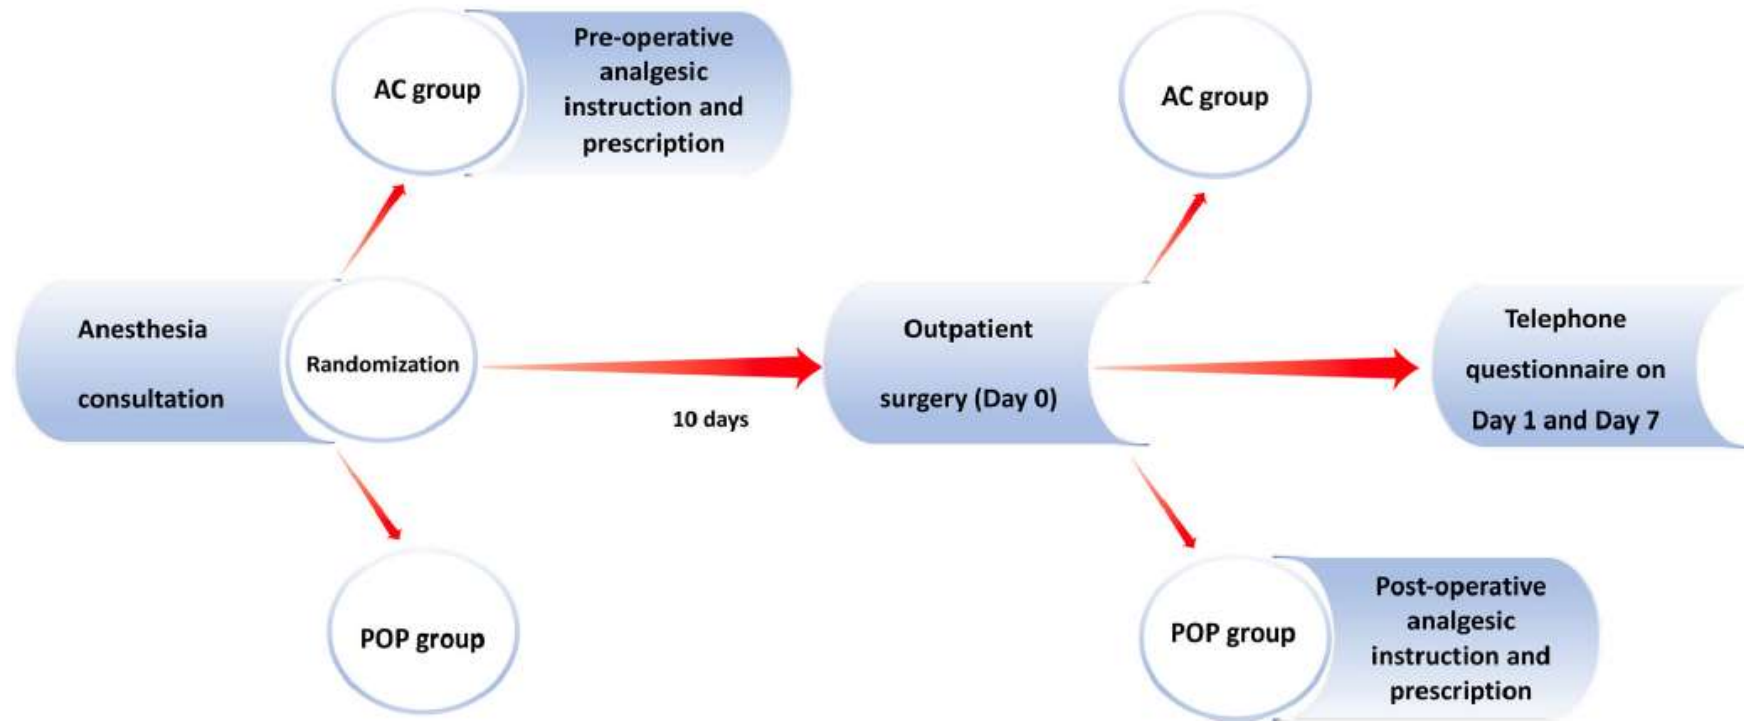 AC group
Pre-operative
analgesic
instruction and
prescription
AC group
Anesthesia
consultation
Randomization
10 days
Outpatient
surgery (Day 0)
Telephone
questionnaire on
Day 1 and Day 7
POP group
POP group
Post-operative
analgesic
instruction and
prescription